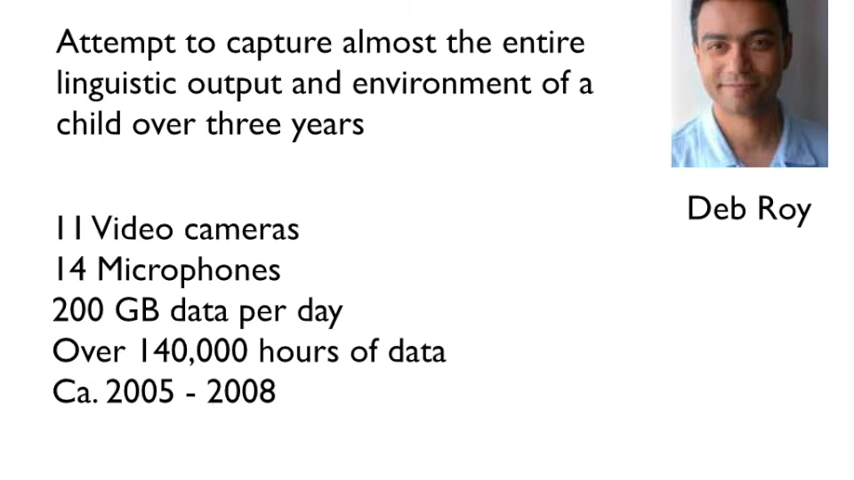 Attempt to capture almost the entire
linguistic output and environment of a
child over three years
Deb Roy
11 Video cameras
14 Microphones
200 GB data per day
Over 140,000 hours of data
Ca. 2005 - 2008